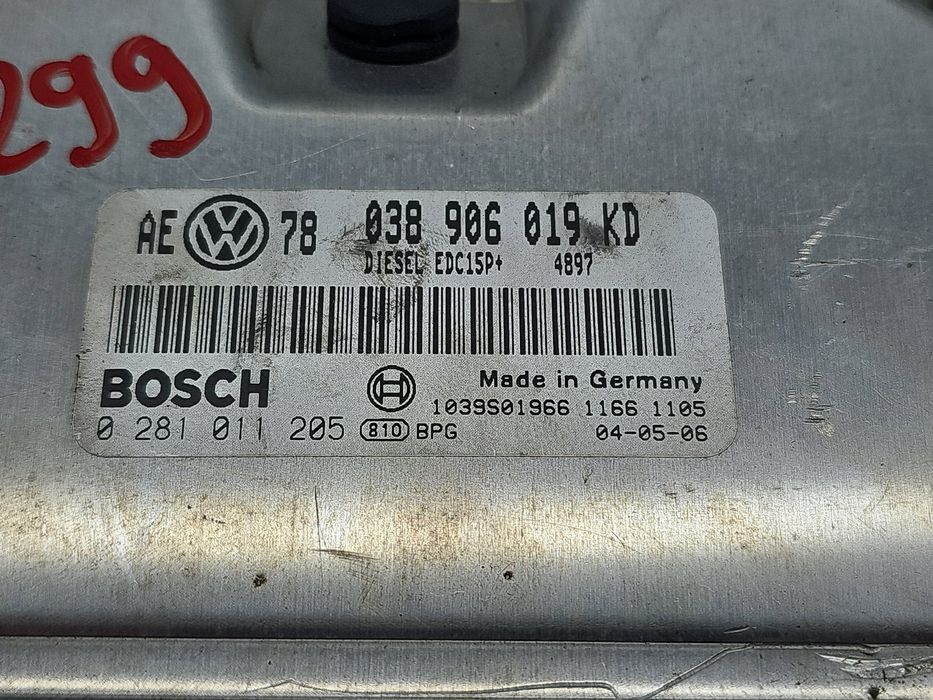 299
AE VW 78 038 906 019 KD
DIESEL EDC15P+ 4897
BOSCH Made in Germany
1039S01966 1166 1105
0 281 011 205 810 BPG 04-05-06